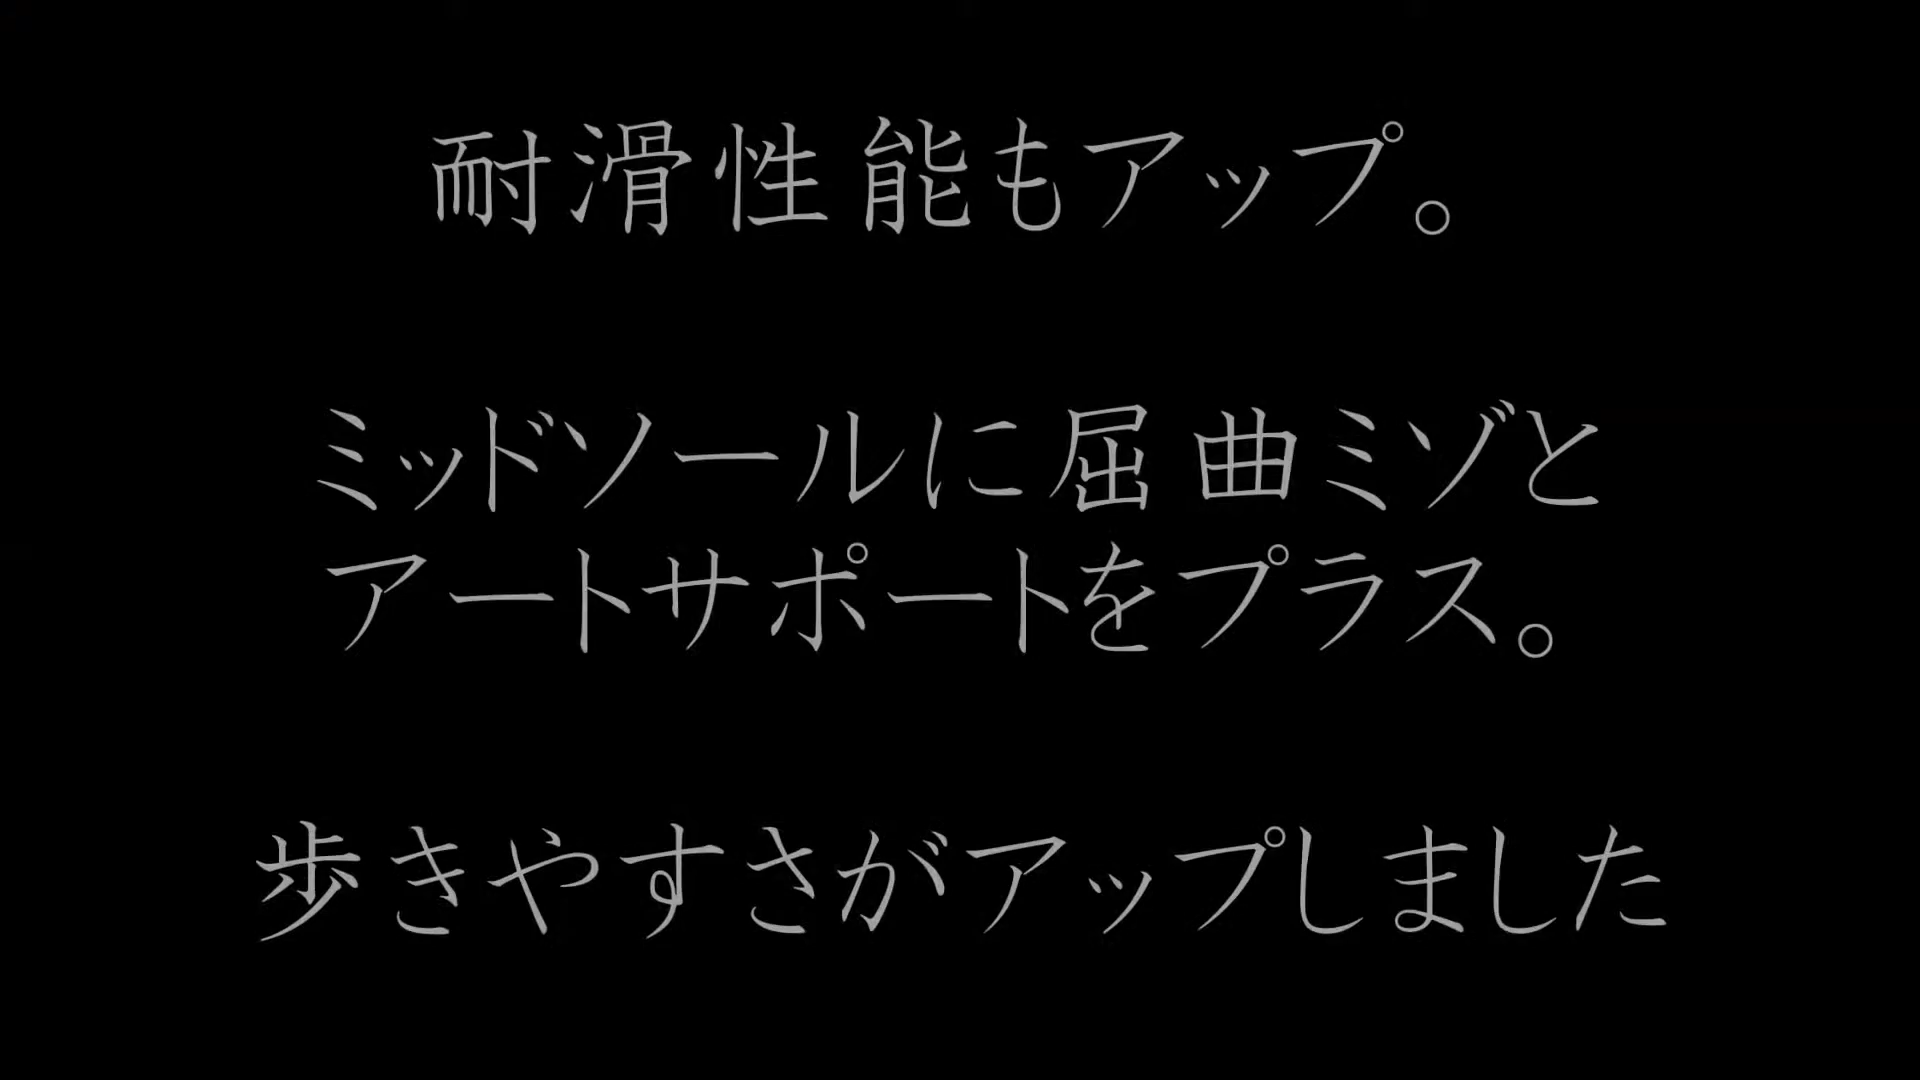 耐滑性能もアップ。
ミッドソールに屈曲ミゾと
アートサポートをプラス。
歩きやすさがアップしました